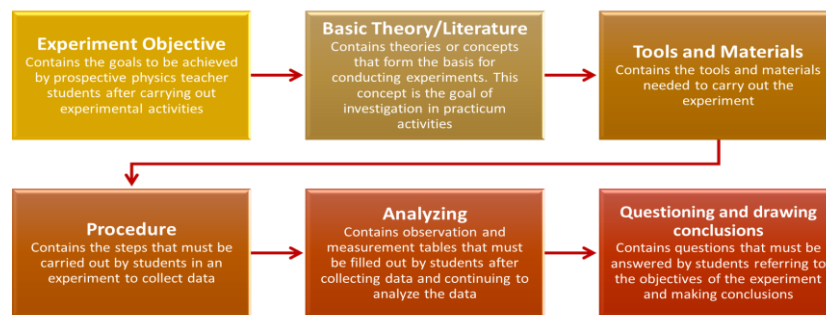 Experiment Objective
Contains the goals to be achieved
by prospective physics teacher
students after carrying out
experimental activities
Basic Theory/Literature
Contains theories or concepts
that form the basis for
conducting experiments. This
concept is the goal of
investigation in practicum
activities
Tools and Materials
Contains the tools and materials
needed to carry out the
experiment
Procedure
Contains the steps that must be
carried out by students in an
experiment to collect data
Analyzing
Contains observation and
measurement tables that must
be filled out by students after
collecting data and continuing to
analyze the data
Questioning and drawing
conclusions
Contains questions that must be
answered by students referring to
the objectives of the experiment
and making conclusions